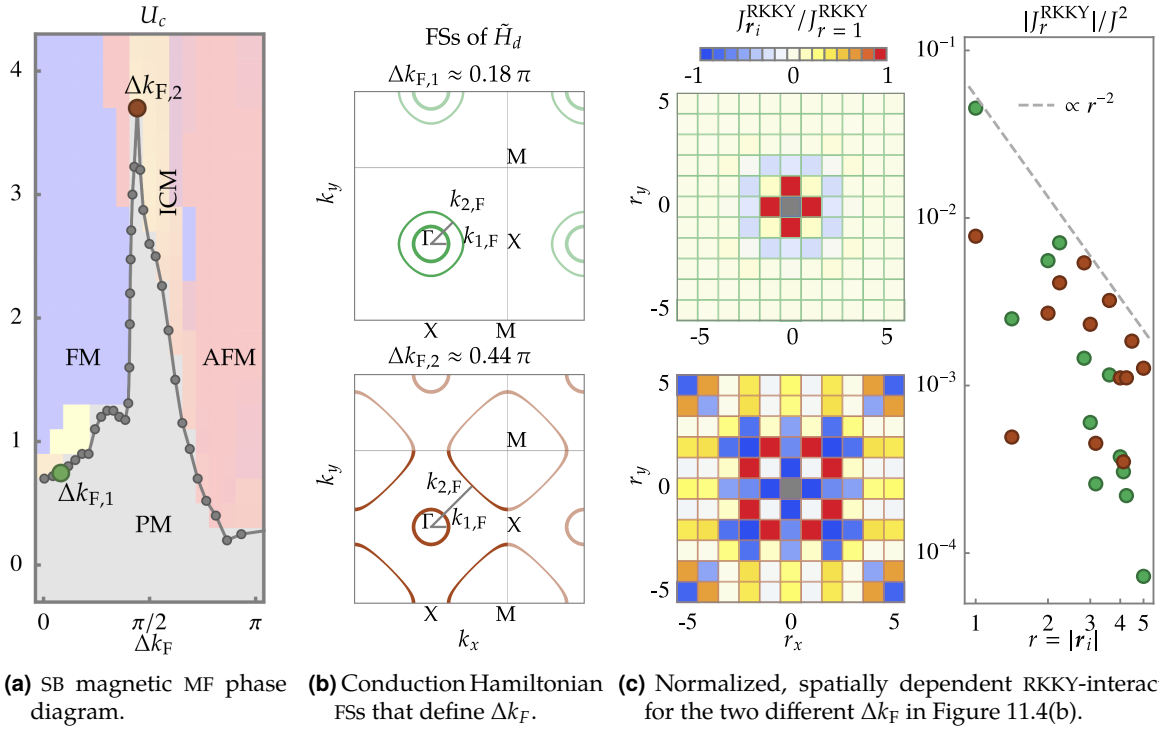 U_c
4
3
2
1
0
Δk_F,2
ICM
FM
AFM
Δk_F,1
PM
0 π/2 π
Δk_F
(a) SB magnetic MF phase
diagram.
FSs of H̃_d
Δk_F,1 ≈ 0.18 π
k_y
M
k_2,F
Γ k_1,F X
X M
Δk_F,2 ≈ 0.44 π
k_y
M
k_2,F
Γ k_1,F X
X M
k_x
(b) Conduction Hamiltonian
FSs that define Δk_F.
J^RKKY_r_i / J^RKKY_r = 1
-1 0 1
5
r_y 0
-5
-5 0 5
5
r_y 0
-5
-5 0 5
r_x
|J_r^RKKY|/J²
10⁻¹
∝ r⁻²
10⁻²
10⁻³
10⁻⁴
1 2 3 4 5
r = |r_i|
(c) Normalized, spatially dependent RKKY-interac
for the two different Δk_F in Figure 11.4(b).